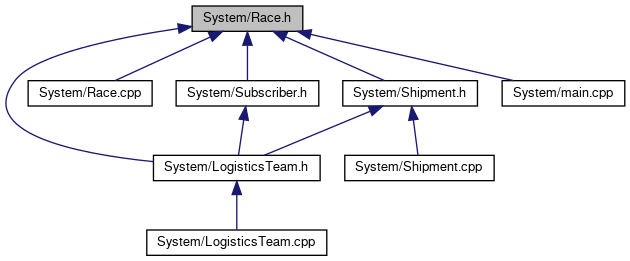 System/Race.h
System/Race.cpp
System/Subscriber.h
System/Shipment.h
System/main.cpp
System/LogisticsTeam.h
System/Shipment.cpp
System/LogisticsTeam.cpp